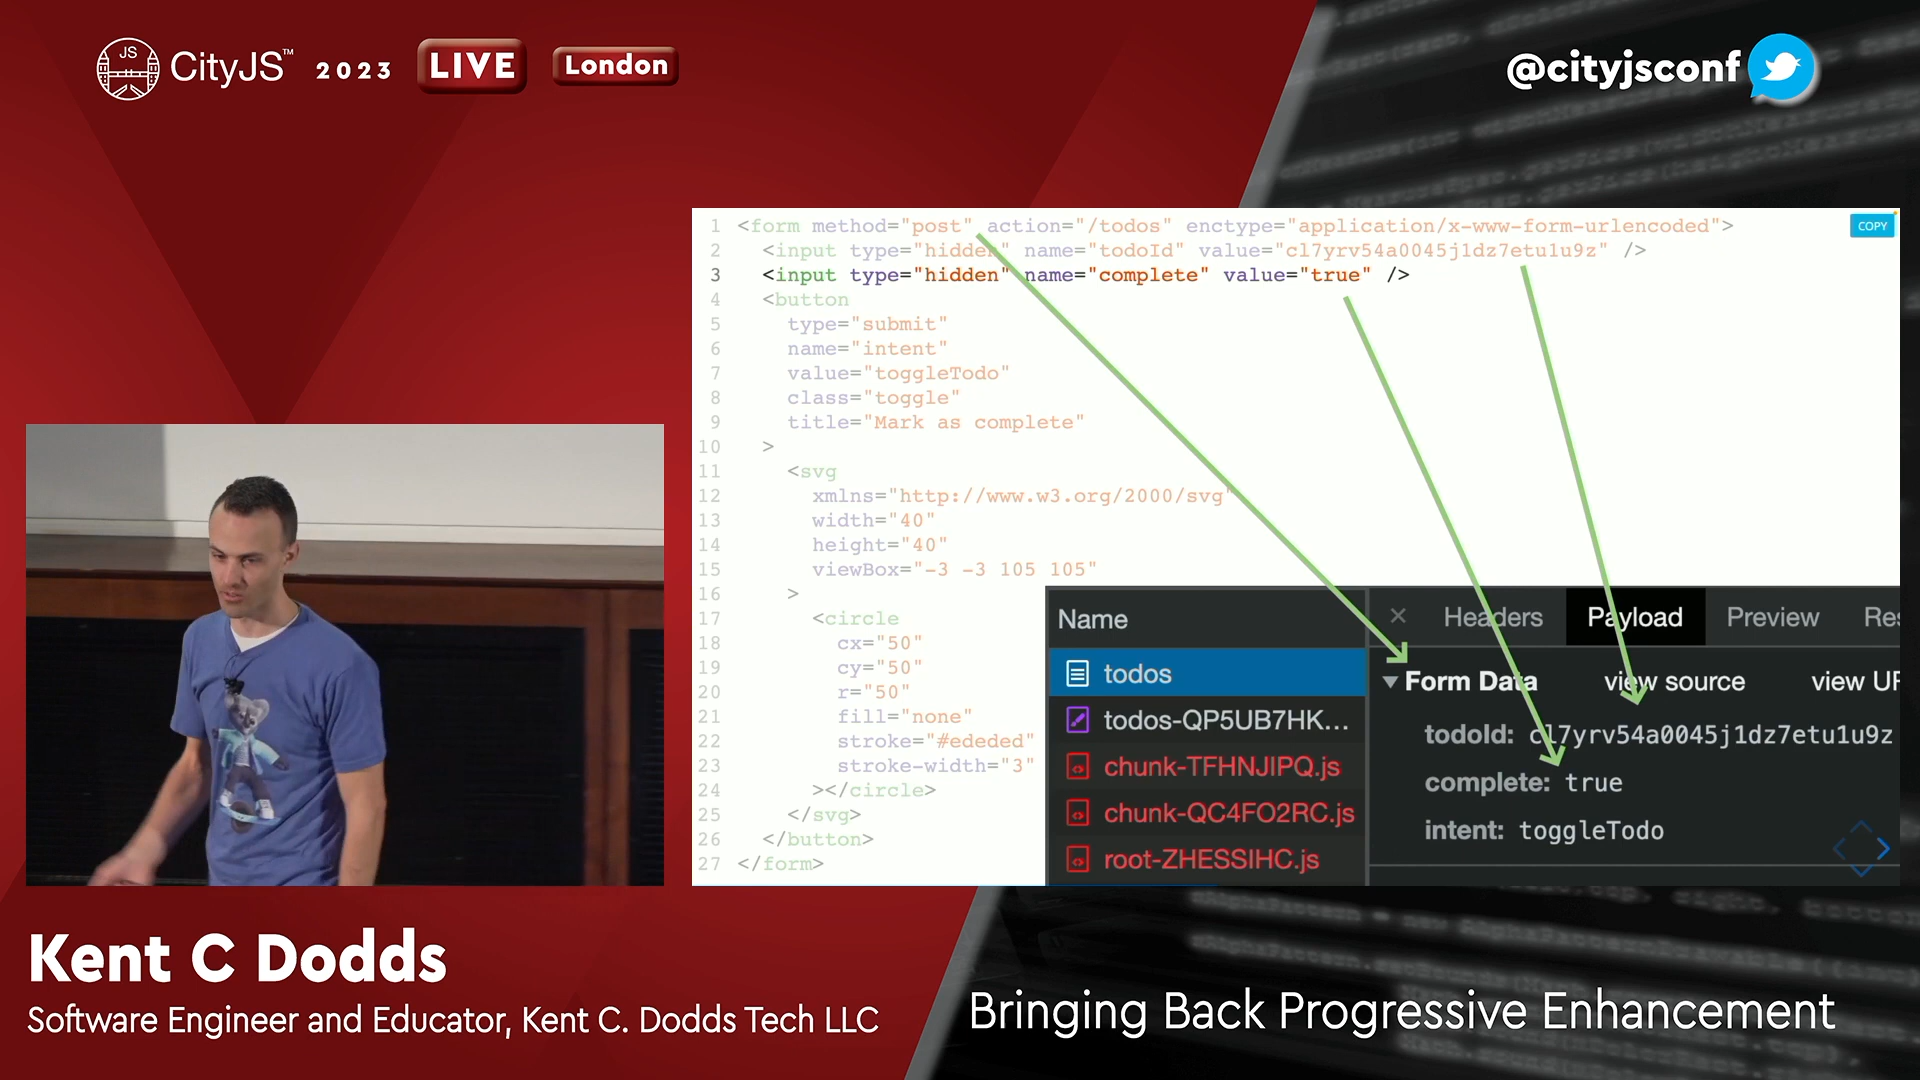 JS
CityJS™ 2023 LIVE London
@cityjsconf
1 <form method="post" action="/todos" enctype="application/x-www-form-urlencoded">
COPY
2 <input type="hidden" name="todoId" value="cl7yrv54a0045j1dz7etu1u9z" />
3 <input type="hidden" name="complete" value="true" />
4 <button
5 type="submit"
6 name="intent"
7 value="toggleTodo"
8 class="toggle"
9 title="Mark as complete"
10 >
11 <svg
12 xmlns="http://www.w3.org/2000/svg"
13 width="40"
14 height="40"
15 viewBox="-3 -3 105 105"
16 >
17 <circle
18 cx="50"
19 cy="50"
20 r="50"
21 fill="none"
22 stroke="#ededed"
23 stroke-width="3"
24 ></circle>
25 </svg>
26 </button>
27 </form>
Name
todos
todos-QP5UB7HK...
chunk-TFHNJIPQ.js
chunk-QC4FO2RC.js
root-ZHESSIHC.js
× Headers Payload Preview Res
Form Data view source view UR
todoId: cl7yrv54a0045j1dz7etu1u9z
complete: true
intent: toggleTodo
Kent C Dodds
Software Engineer and Educator, Kent C. Dodds Tech LLC
Bringing Back Progressive Enhancement